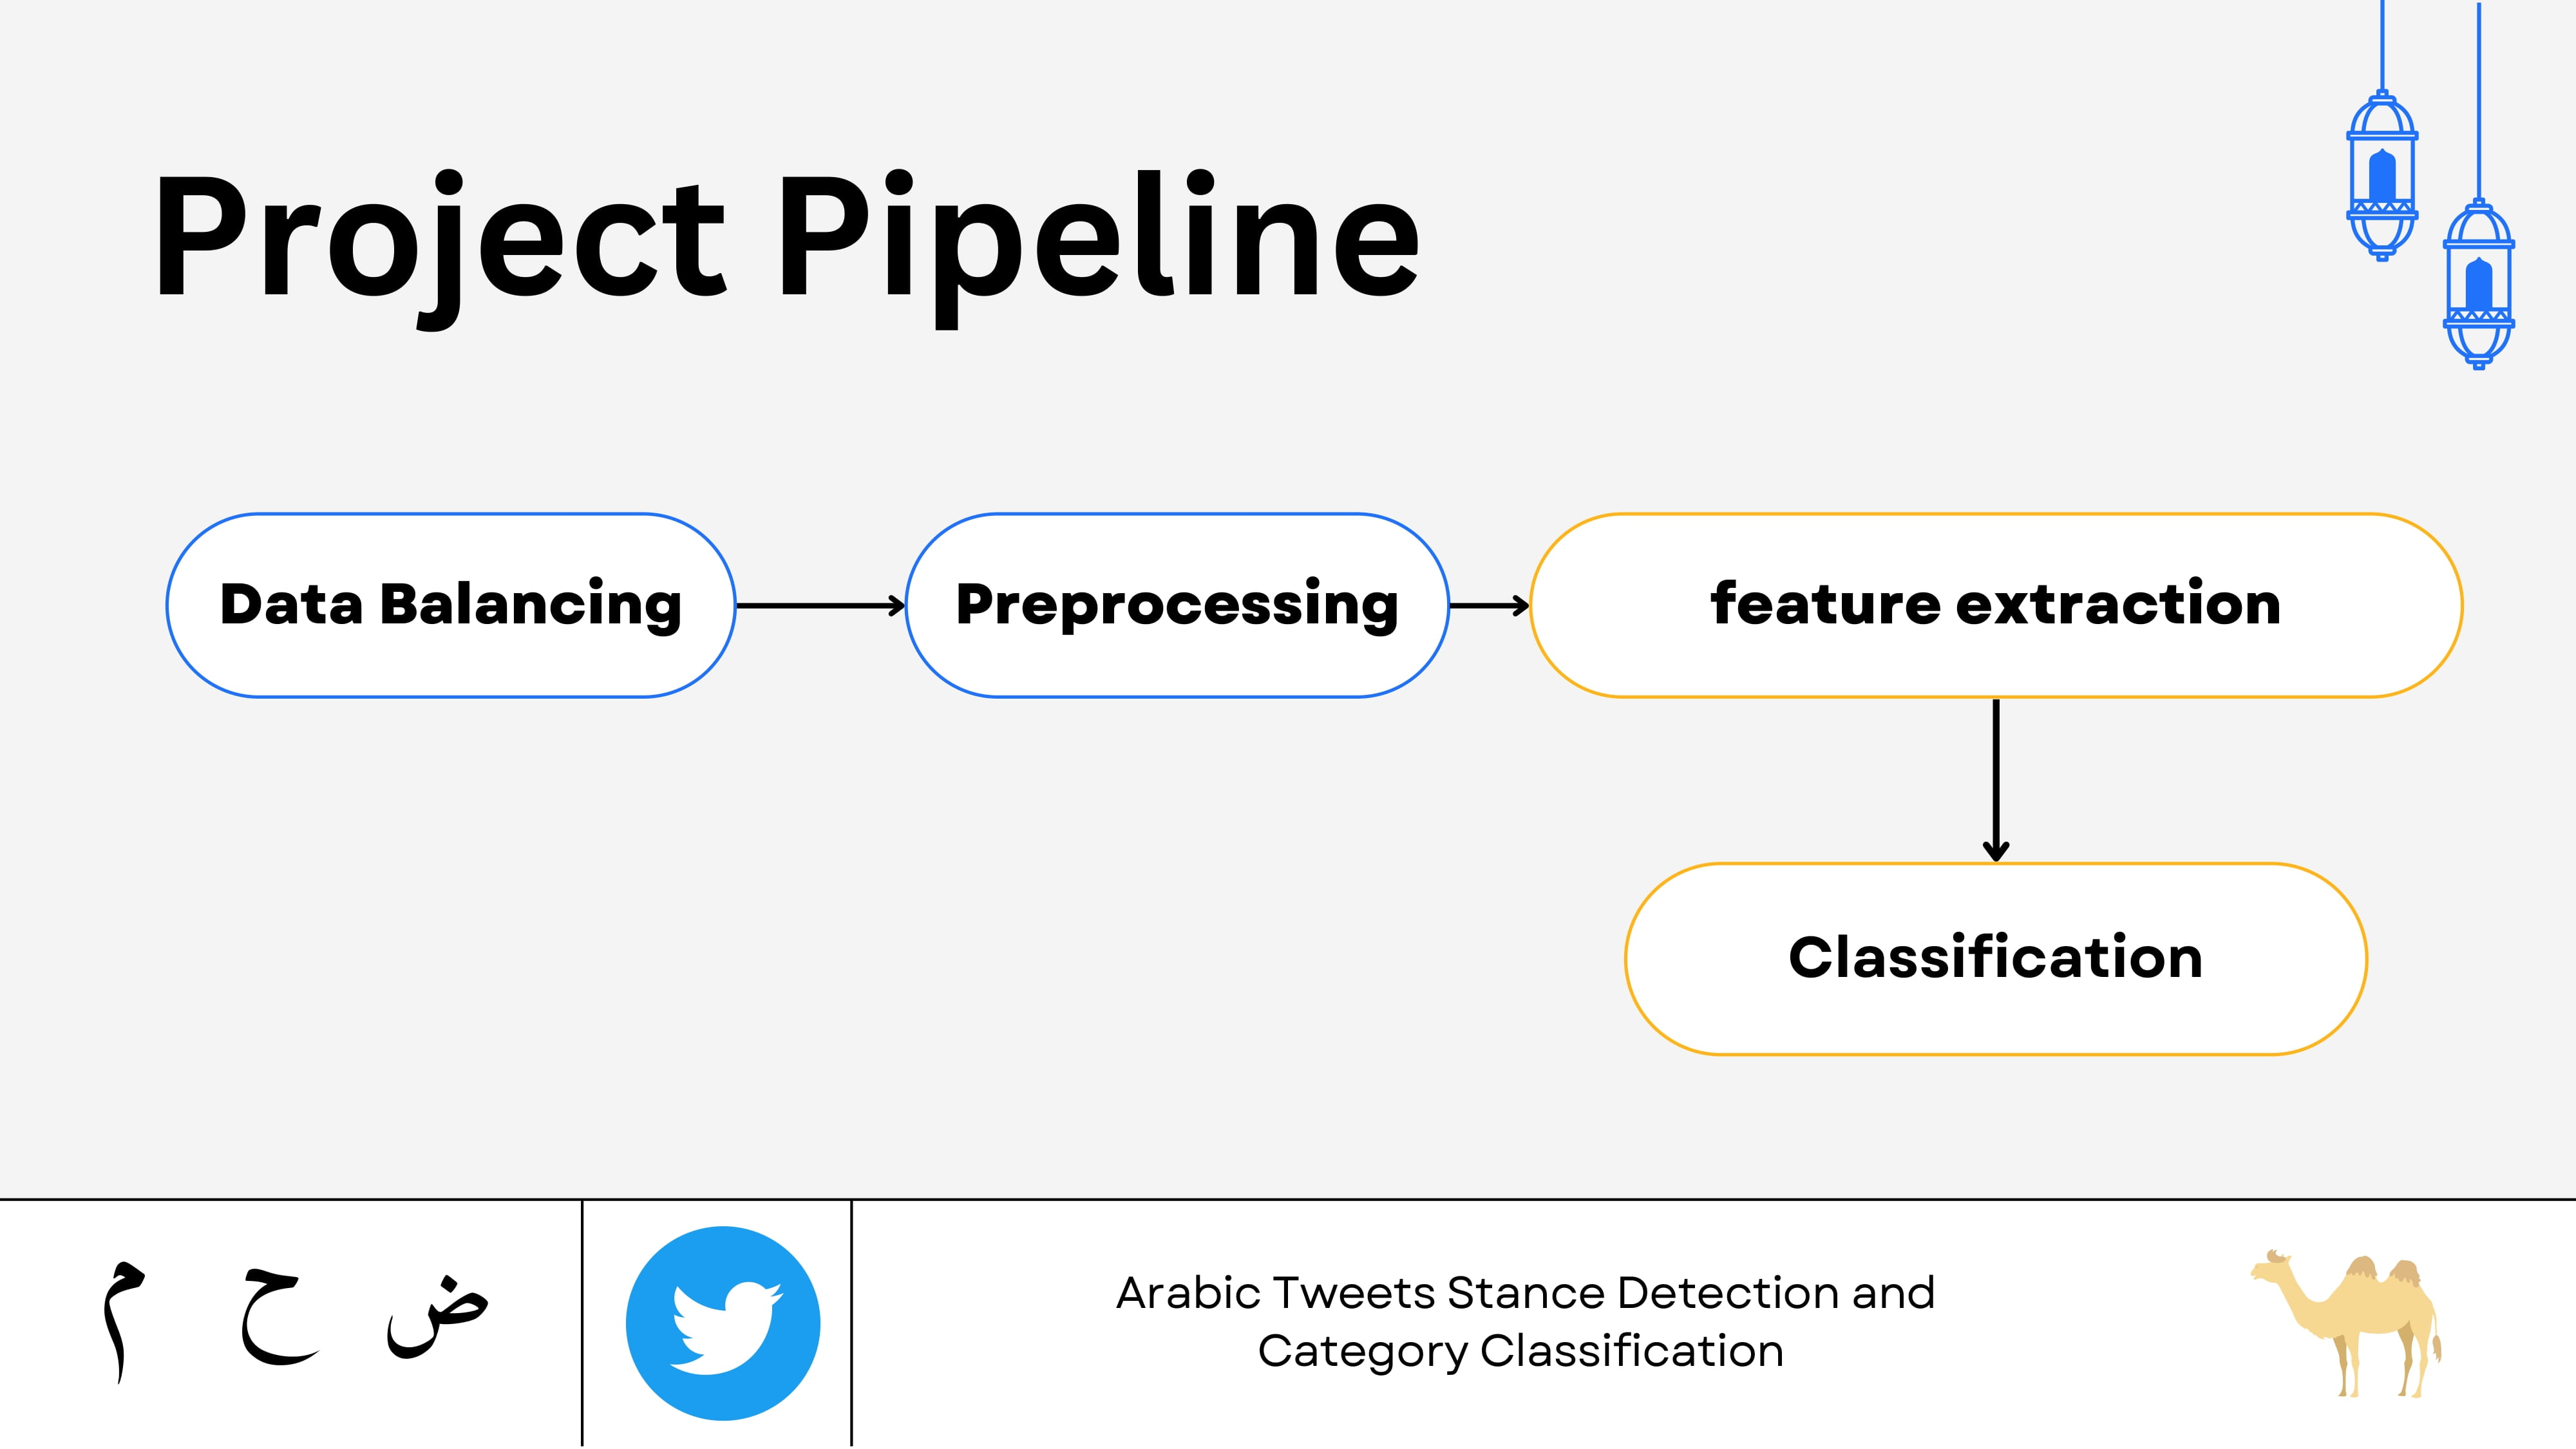 Project Pipeline
Data Balancing
Preprocessing
feature extraction
Classification
ض ح م
Arabic Tweets Stance Detection and
Category Classification